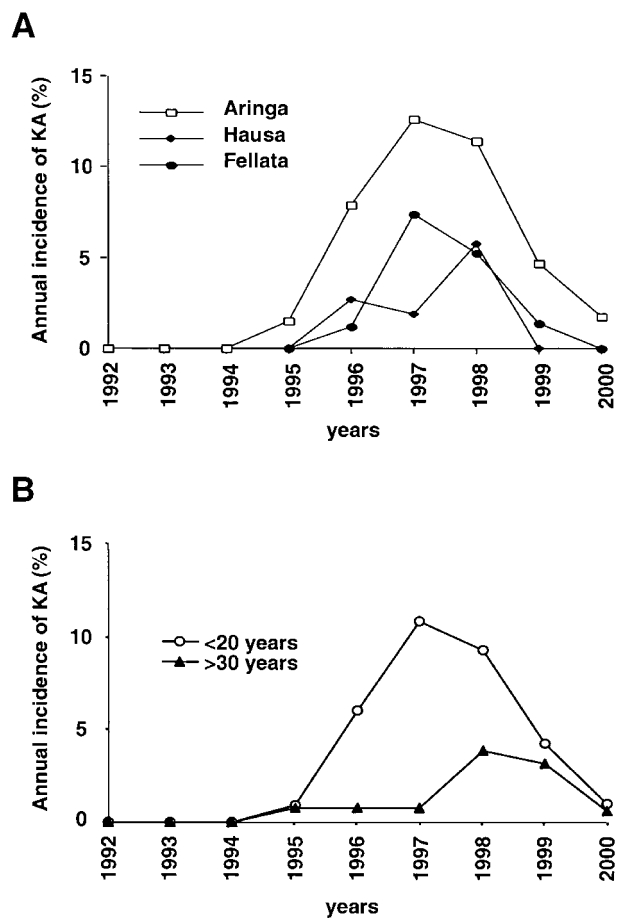 A
Annual incidence of KA (%)
15
10
5
0
Aringa
Hausa
Fellata
1992
1993
1994
1995
1996
1997
1998
1999
2000
years
B
Annual incidence of KA (%)
15
10
5
0
<20 years
>30 years
1992
1993
1994
1995
1996
1997
1998
1999
2000
years